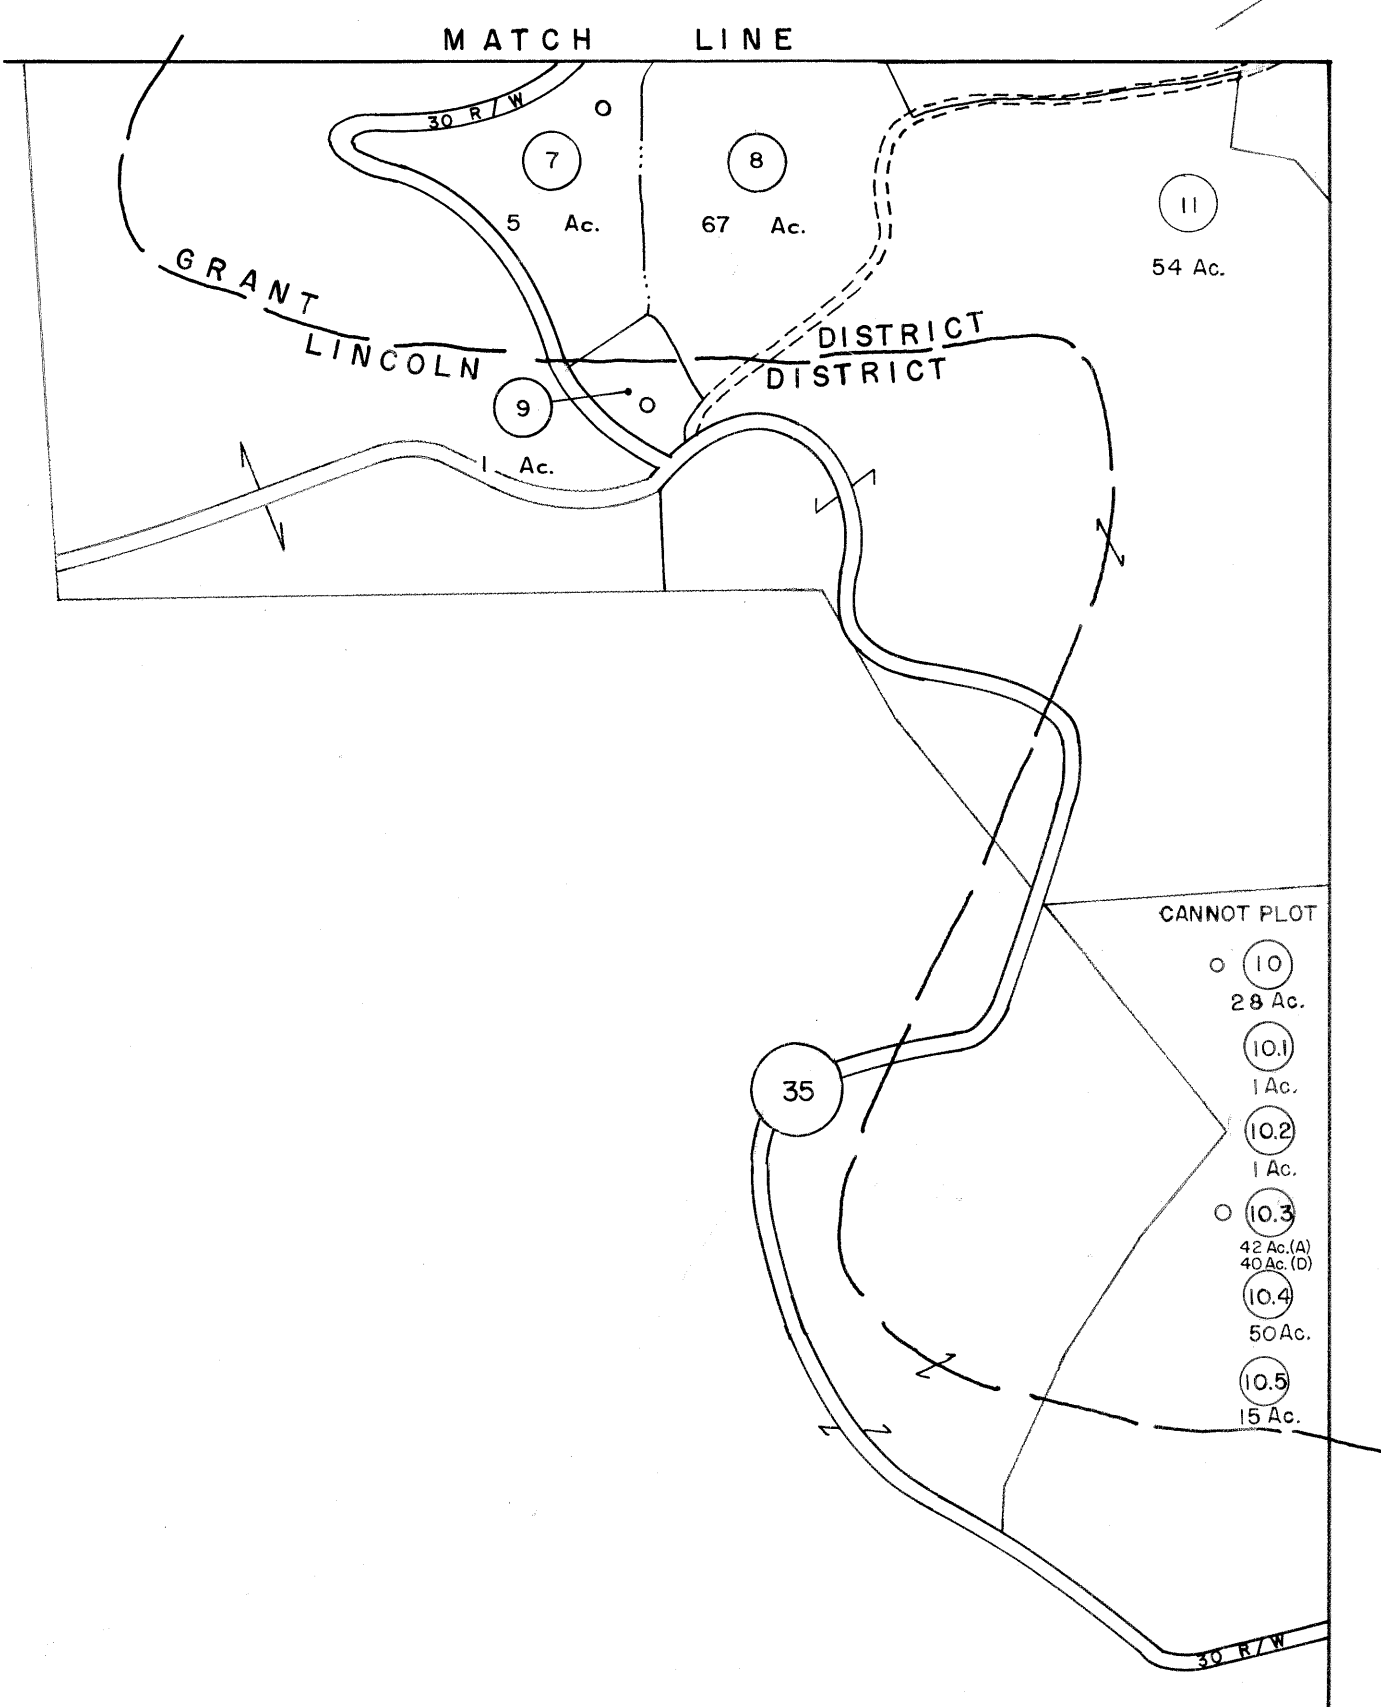 MATCH LINE
30 R/W
7
5 Ac.
8
67 Ac.
11
54 Ac.
GRANT DISTRICT
LINCOLN DISTRICT
9
1 Ac.
CANNOT PLOT
10
28 Ac.
10.1
1 Ac.
10.2
1 Ac.
10.3
42 Ac.(A)
40 Ac.(D)
10.4
50 Ac.
10.5
15 Ac.
35
30 R/W